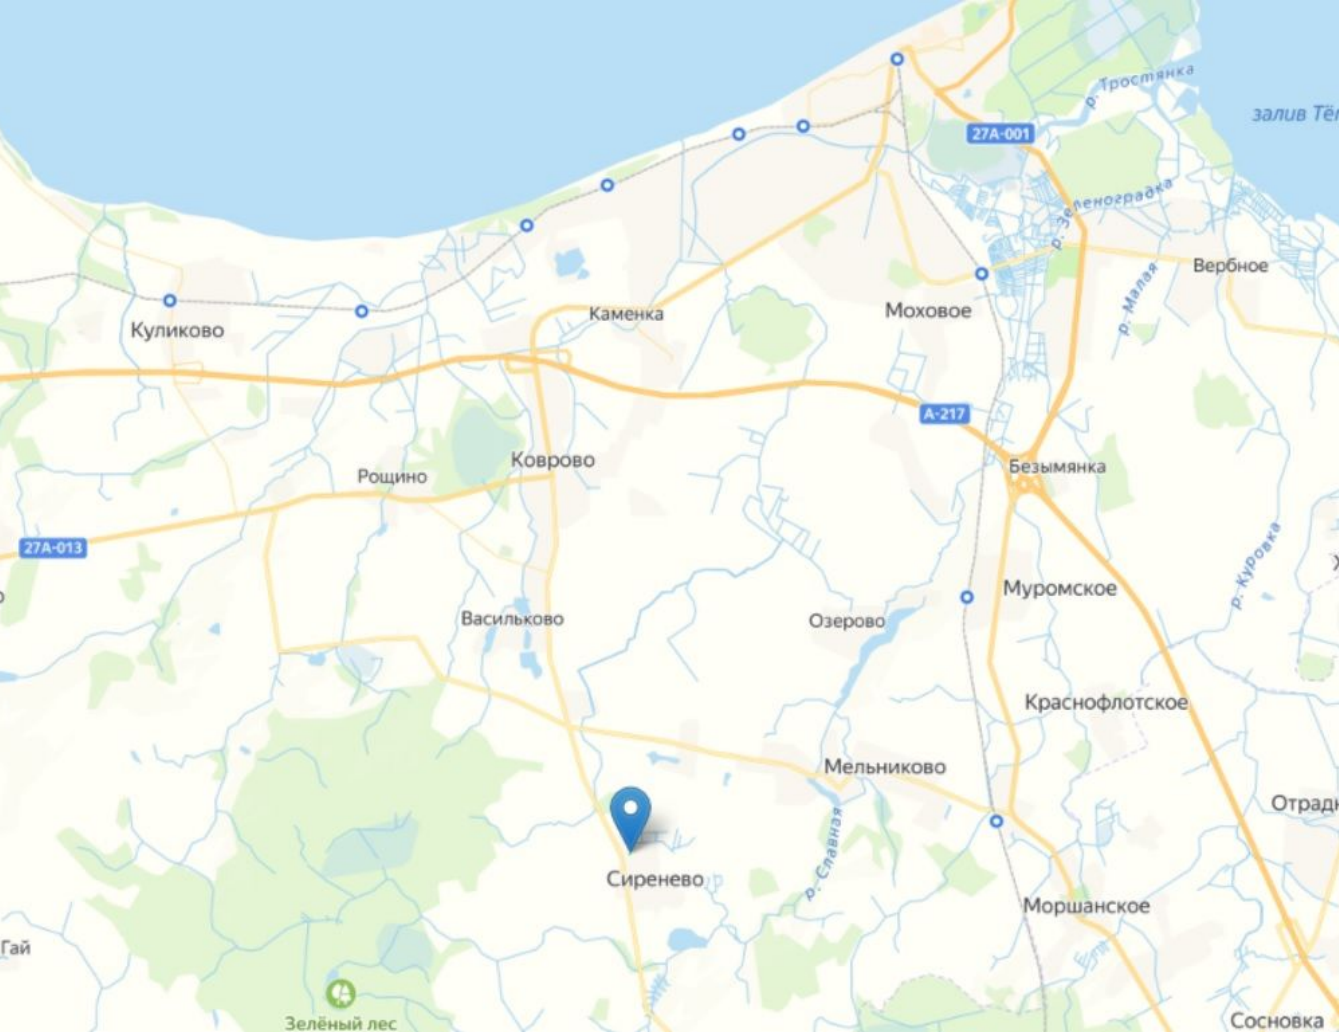 р. Тростянка
залив Тё
27А-001
р. Зеленоградка
Вербное
р. Малая
Каменка
Моховое
Куликово
А-217
Коврово
Безымянка
Рощино
27А-013
р. Куровка
Муромское
Васильково
Озерово
Краснофлотское
Мельниково
Отрад
р. Славная
Сиренево
Моршанское
Гай
Зелёный лес
Сосновка